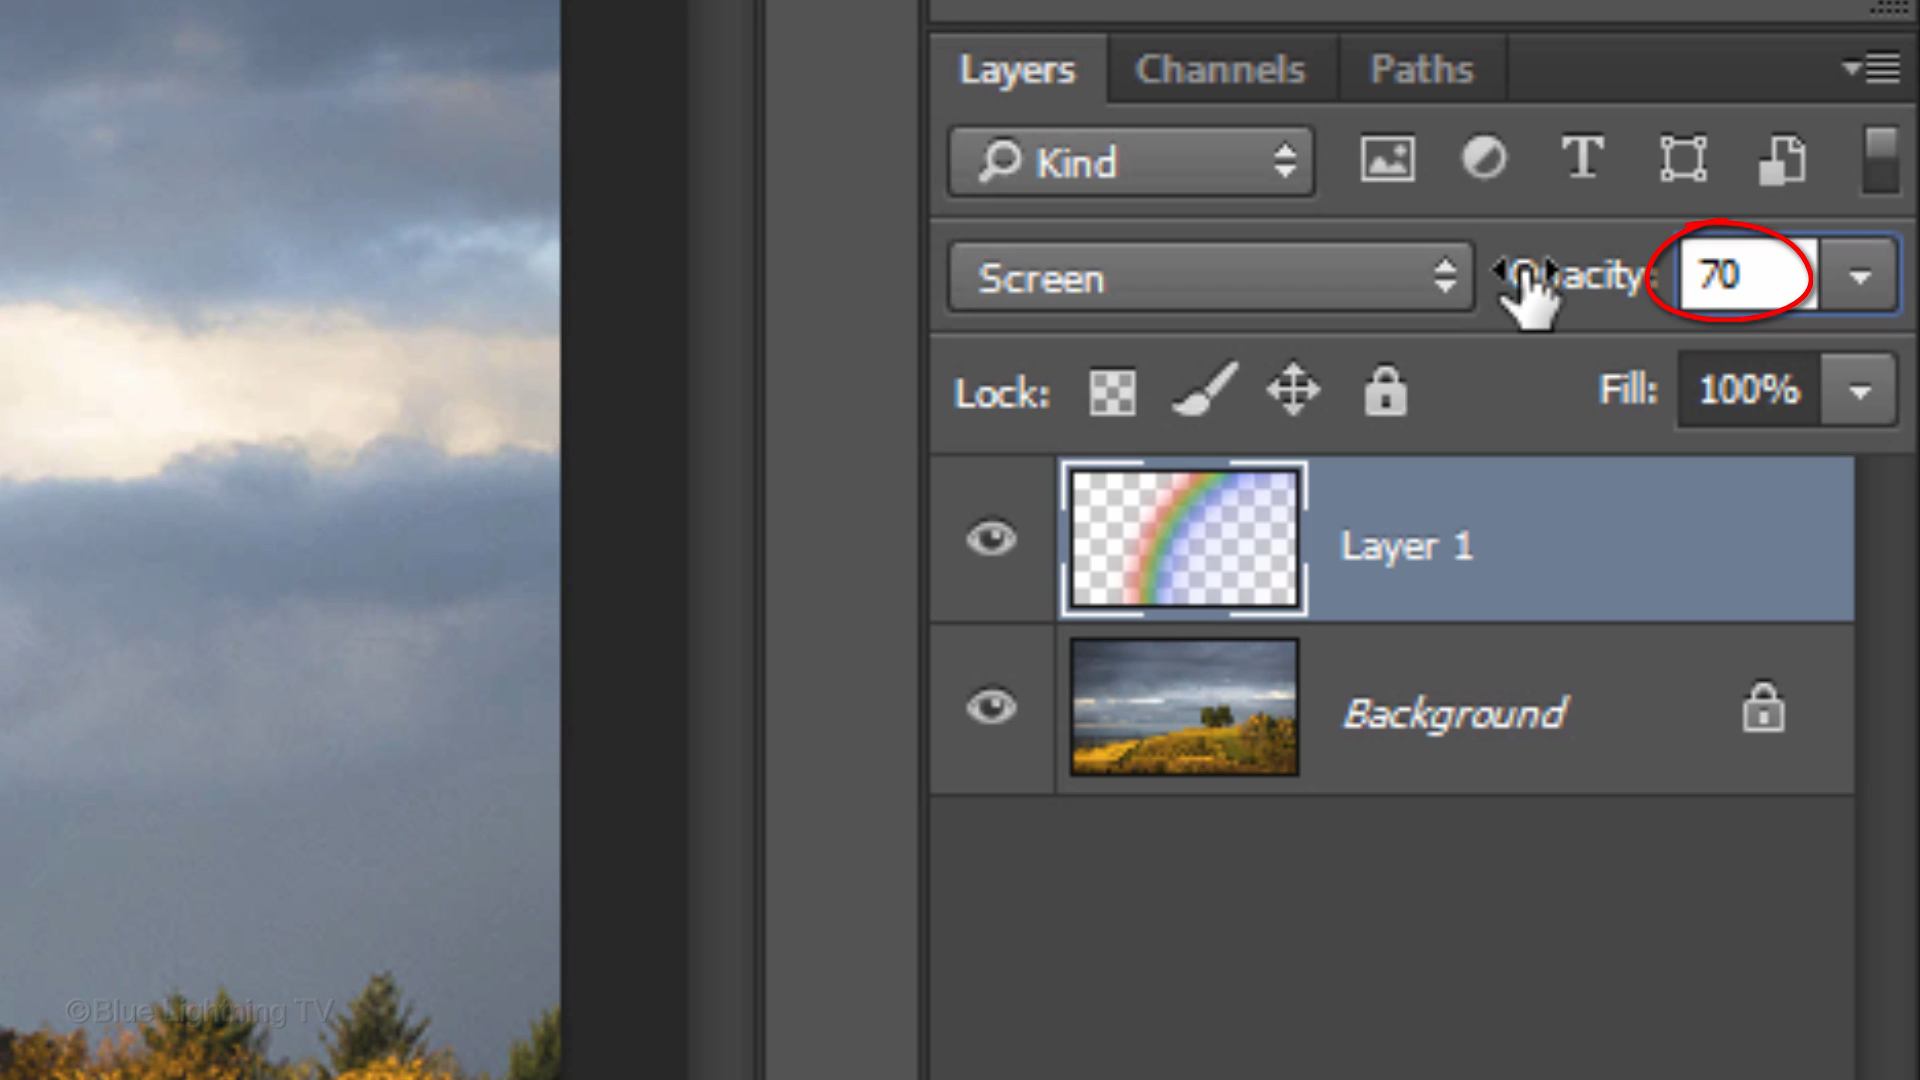 Layers Channels Paths
Kind T
Screen Opacity: 70
Lock: Fill: 100%
Layer 1
Background
©Blue Lightning TV